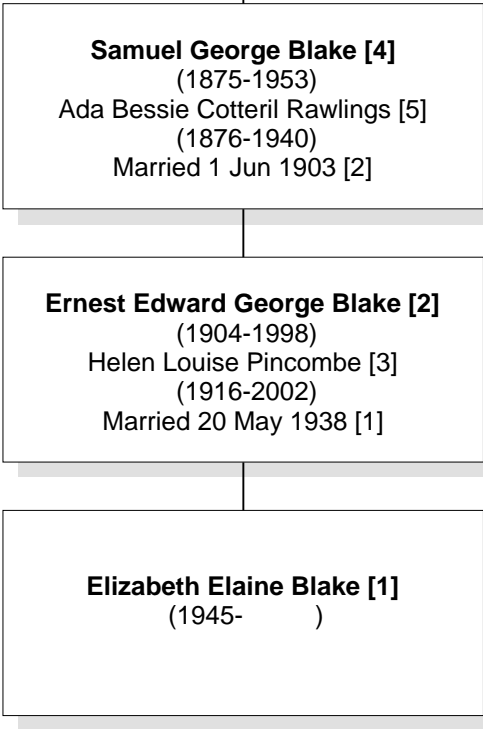 Samuel George Blake [4]
(1875-1953)
Ada Bessie Cotteril Rawlings [5]
(1876-1940)
Married 1 Jun 1903 [2]
Ernest Edward George Blake [2]
(1904-1998)
Helen Louise Pincombe [3]
(1916-2002)
Married 20 May 1938 [1]
Elizabeth Elaine Blake [1]
(1945- )